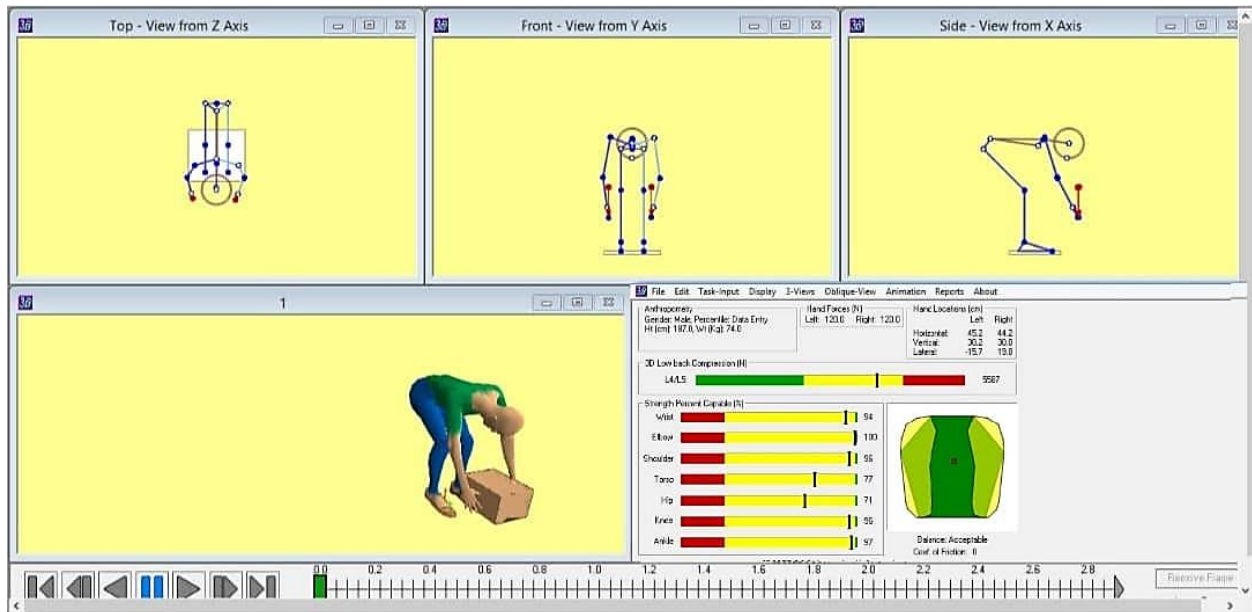 Top - View from Z Axis
Front - View from Y Axis
Side - View from X Axis
1
File Edit Task-Input Display 3-Views Oblique-View Animation Reports About
Anthropometry
Gender: Male, Percentile: Data Entry
Ht (cm): 187.0, Wt (Kg): 74.0
Hand Forces (N)
Left: 120.0 Right: 120.0
Hand Locations (cm)
Left Right
Horizontal: 45.2 44.2
Vertical: 30.2 30.0
Lateral: -15.7 19.0
3D Low back Compression (N)
L4/L5 5587
Strength Percent Capable (%)
Wrist 94
Elbow 100
Shoulder 96
Torso 77
Hip 71
Knee 96
Ankle 97
Balance: Acceptable
Coef. of Friction: 0
0.0 0.2 0.4 0.6 0.8 1.0 1.2 1.4 1.6 1.8 2.0 2.2 2.4 2.6 2.8
Remove Frame